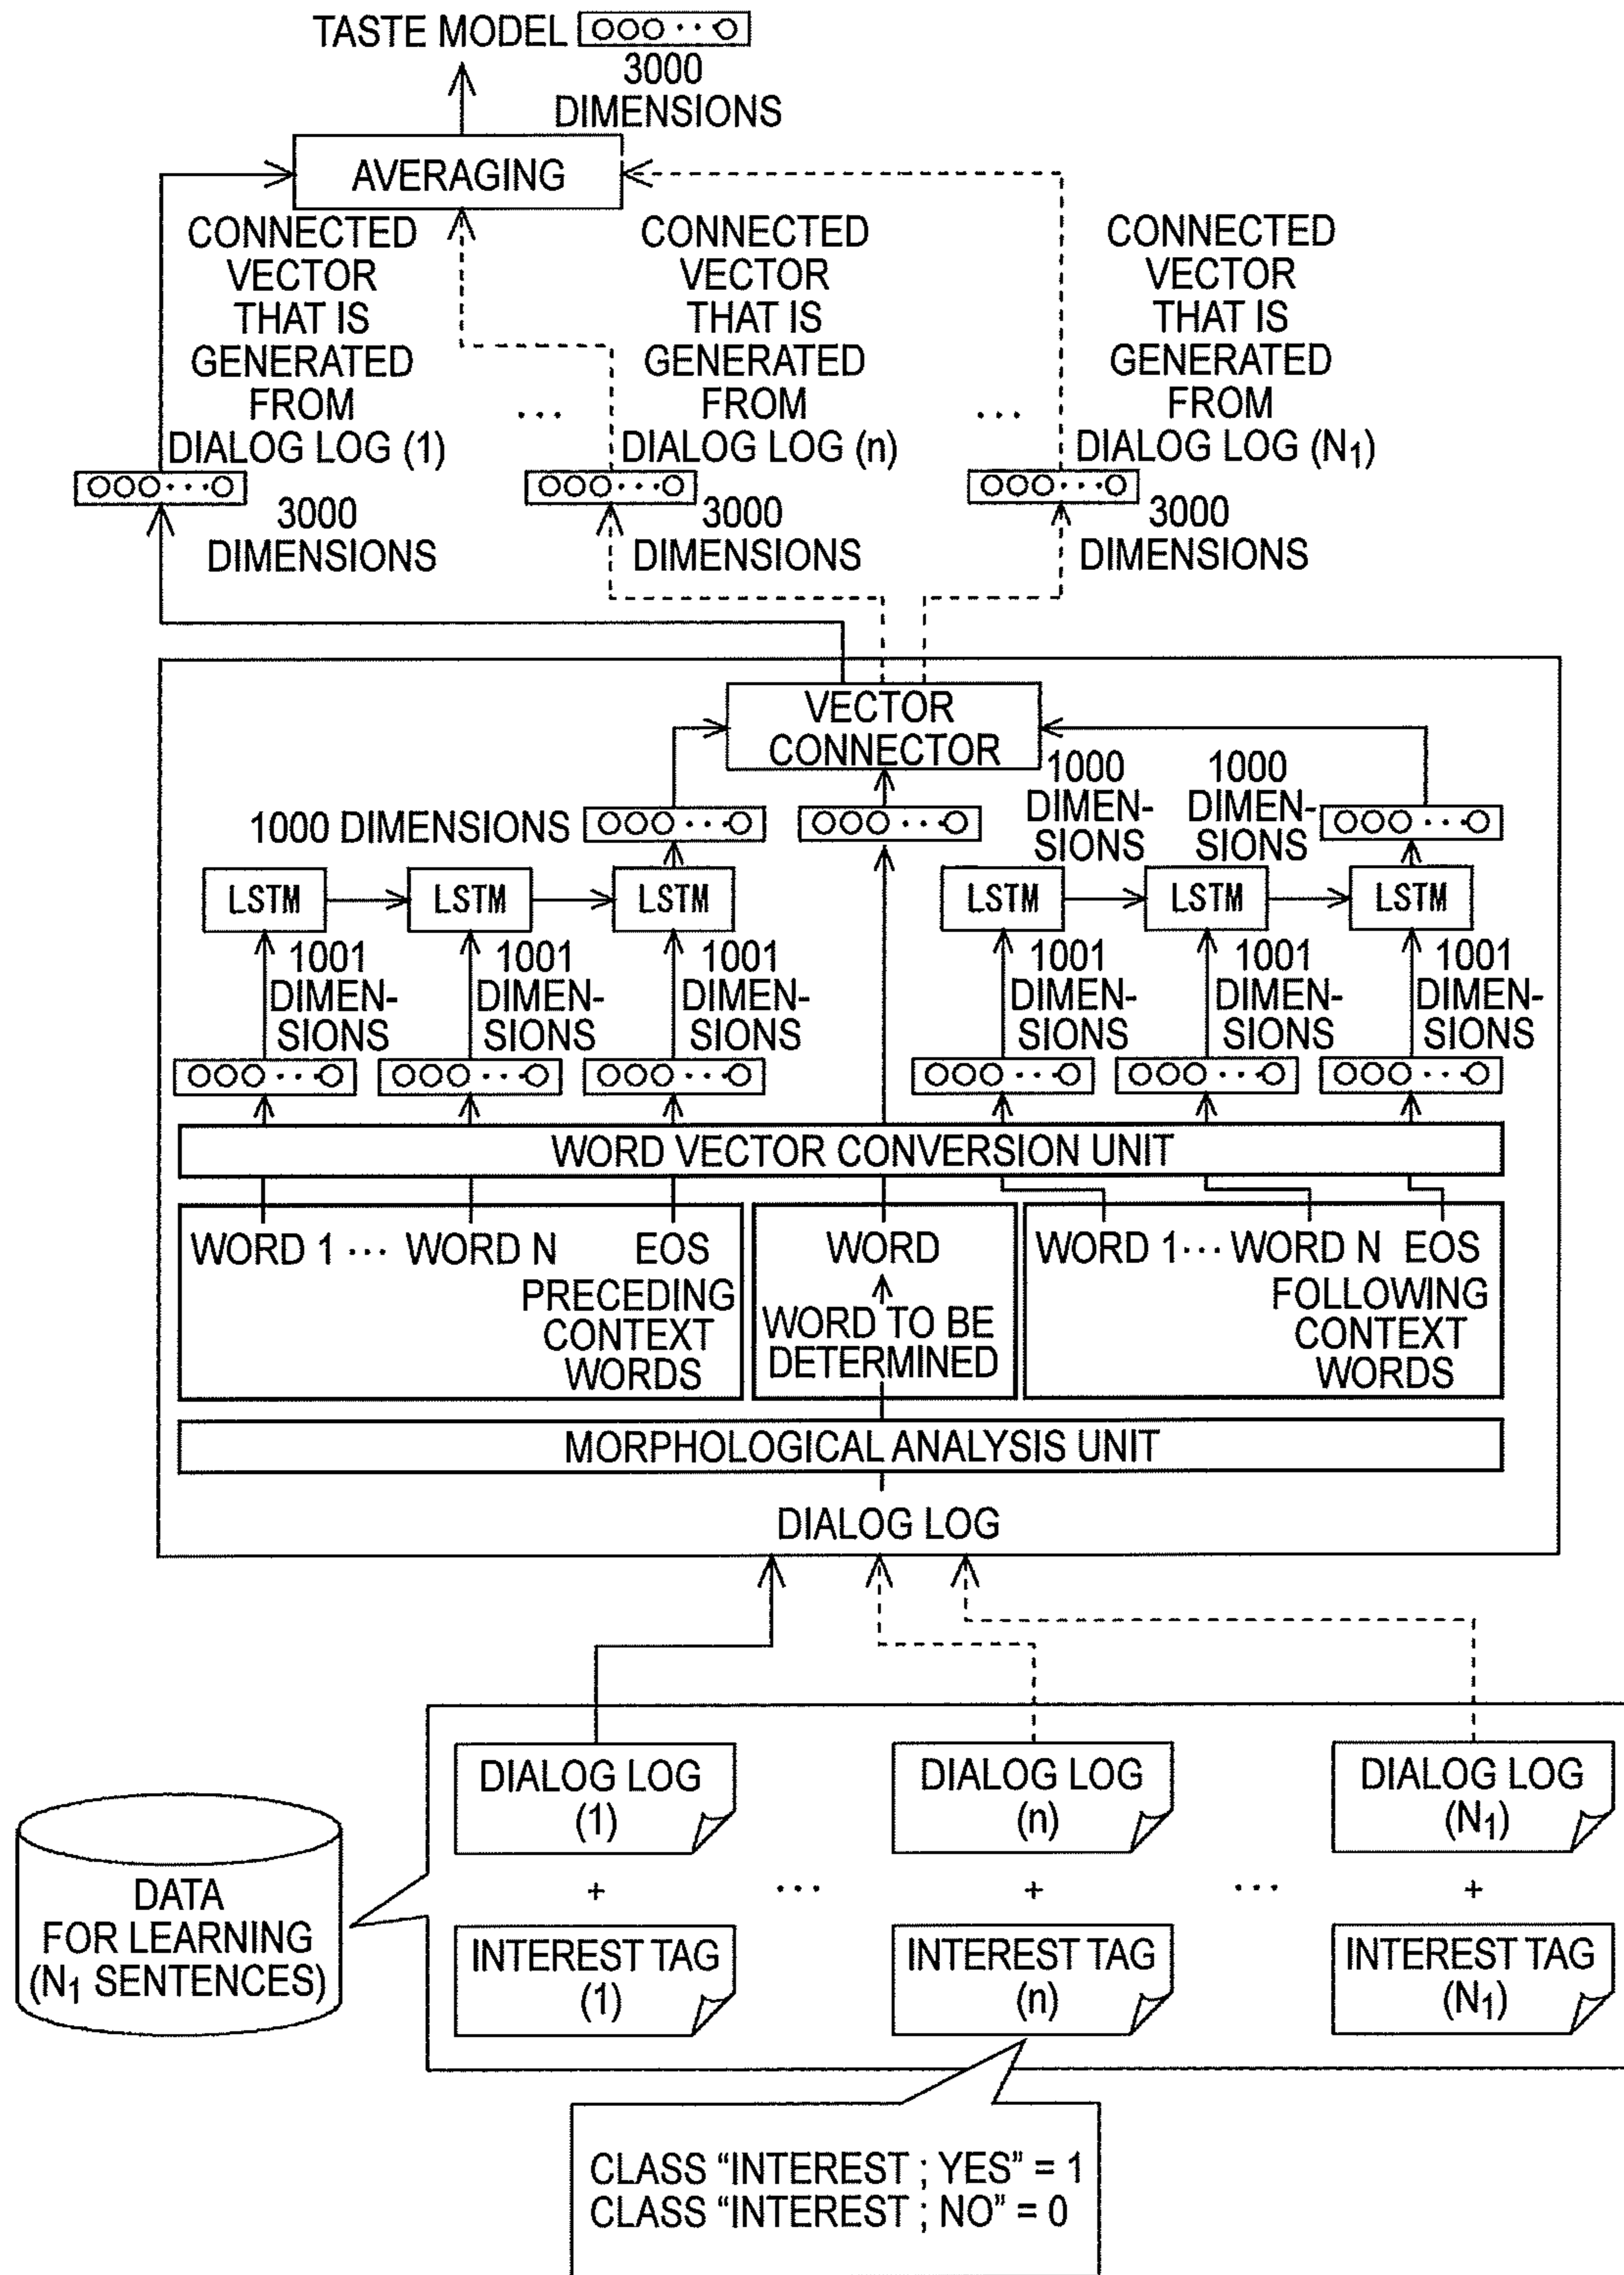 TASTE MODEL
3000
DIMENSIONS
AVERAGING
CONNECTED
VECTOR
THAT IS
GENERATED
FROM
DIALOG LOG (1)
3000
DIMENSIONS
...
CONNECTED
VECTOR
THAT IS
GENERATED
FROM
DIALOG LOG (n)
3000
DIMENSIONS
...
CONNECTED
VECTOR
THAT IS
GENERATED
FROM
DIALOG LOG (N₁)
3000
DIMENSIONS
VECTOR
CONNECTOR
1000 DIMENSIONS
1000
DIMEN-
SIONS
1000
DIMEN-
SIONS
LSTM
LSTM
LSTM
LSTM
LSTM
LSTM
1001
DIMEN-
SIONS
1001
DIMEN-
SIONS
1001
DIMEN-
SIONS
1001
DIMEN-
SIONS
1001
DIMEN-
SIONS
1001
DIMEN-
SIONS
WORD VECTOR CONVERSION UNIT
WORD 1 ... WORD N EOS
PRECEDING
CONTEXT
WORDS
WORD
WORD TO BE
DETERMINED
WORD 1... WORD N EOS
FOLLOWING
CONTEXT
WORDS
MORPHOLOGICAL ANALYSIS UNIT
DIALOG LOG
DATA
FOR LEARNING
(N₁ SENTENCES)
DIALOG LOG
(1)
+
INTEREST TAG
(1)
...
DIALOG LOG
(n)
+
INTEREST TAG
(n)
...
DIALOG LOG
(N₁)
+
INTEREST TAG
(N₁)
CLASS “INTEREST ; YES” = 1
CLASS “INTEREST ; NO” = 0